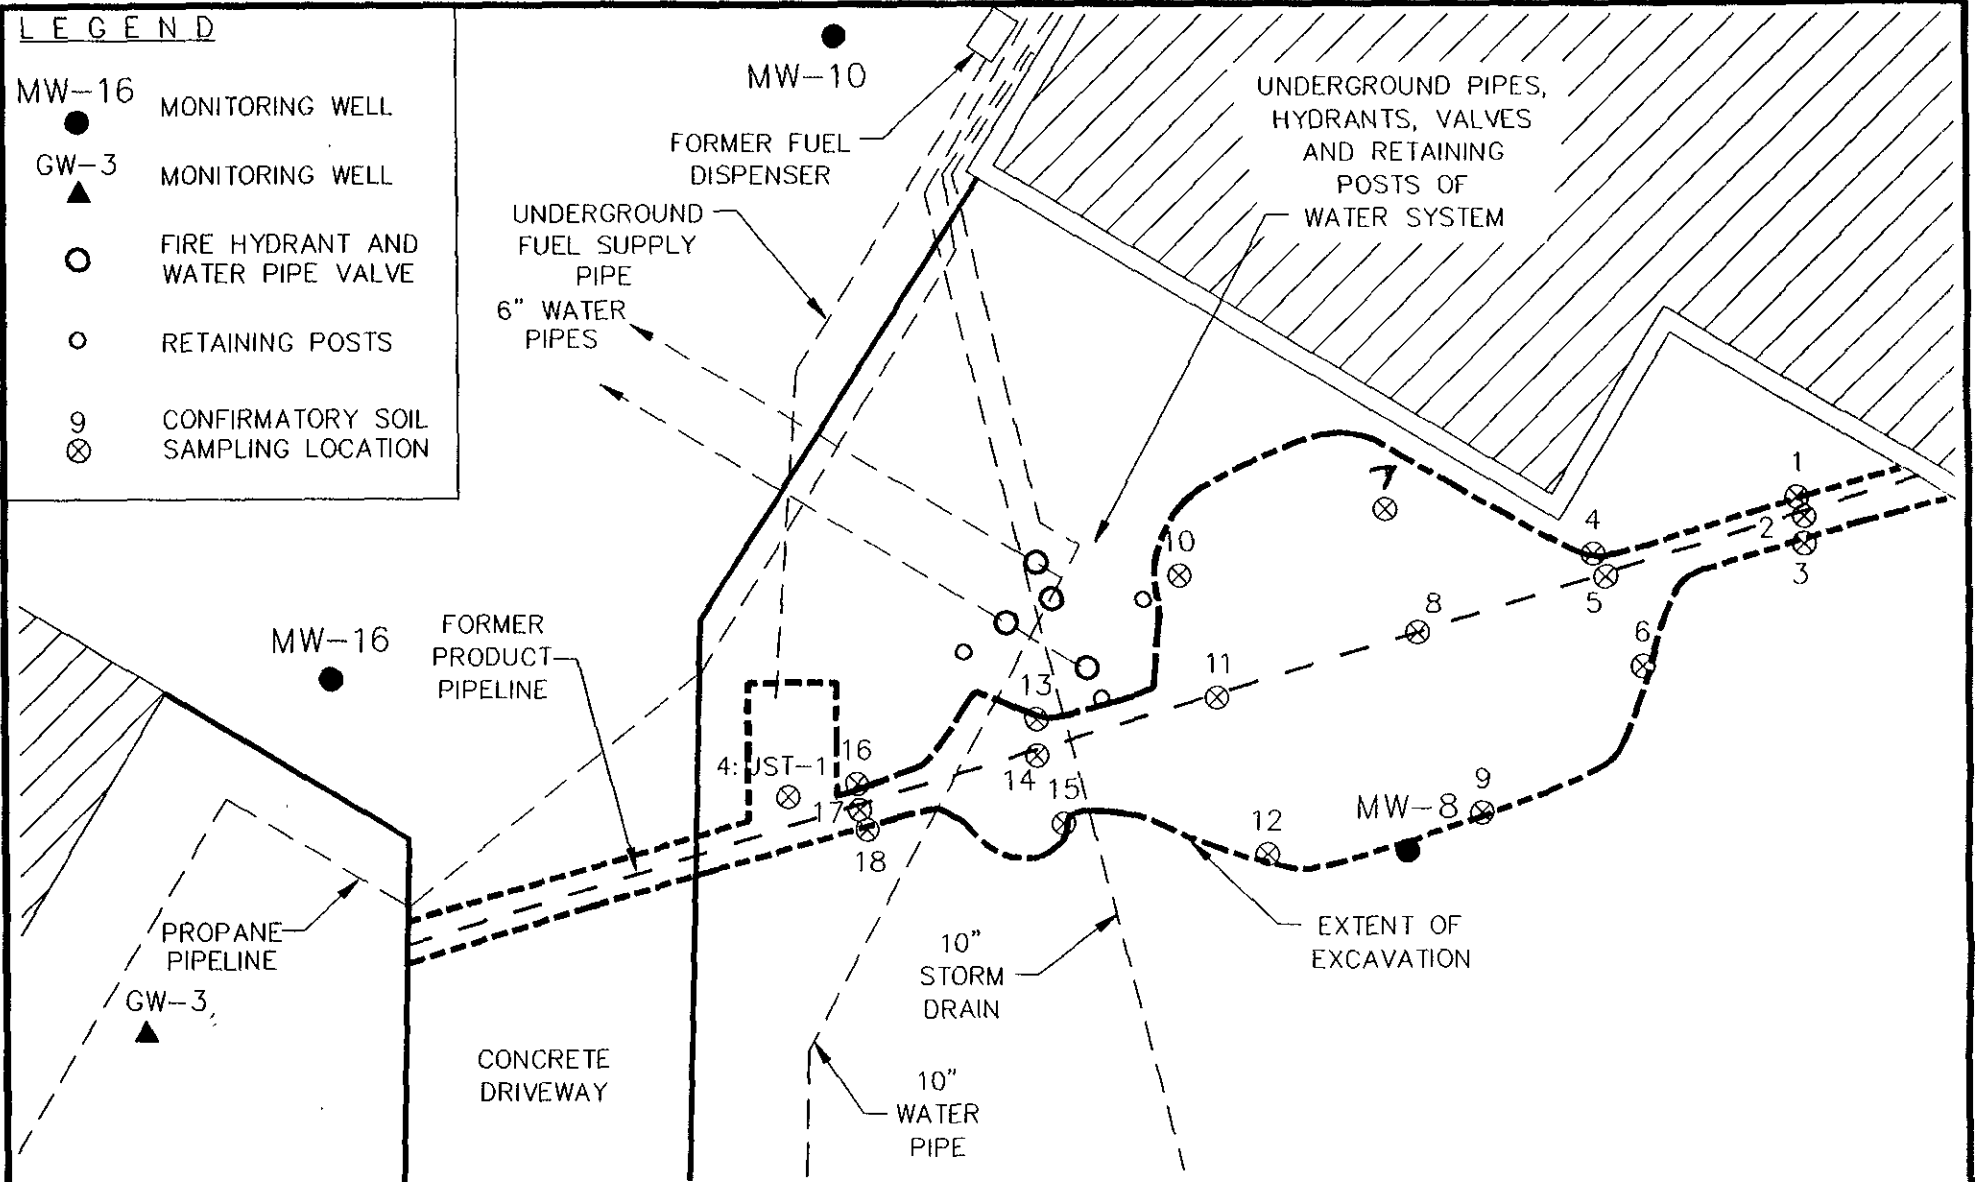 LEGEND
MW-16
MONITORING WELL
GW-3
MONITORING WELL
FIRE HYDRANT AND
WATER PIPE VALVE
RETAINING POSTS
9
CONFIRMATORY SOIL
SAMPLING LOCATION
MW-10
FORMER FUEL
DISPENSER
UNDERGROUND PIPES,
HYDRANTS, VALVES
AND RETAINING
POSTS OF
WATER SYSTEM
UNDERGROUND
FUEL SUPPLY
PIPE
6" WATER
PIPES
7
1
2
3
4
5
6
8
10
11
13
14
15
16
17
18
4:
9
12
MW-8
MW-16
FORMER
PRODUCT
PIPELINE
PROPANE
PIPELINE
GW-3
CONCRETE
DRIVEWAY
10"
STORM
DRAIN
EXTENT OF
EXCAVATION
10"
WATER
PIPE